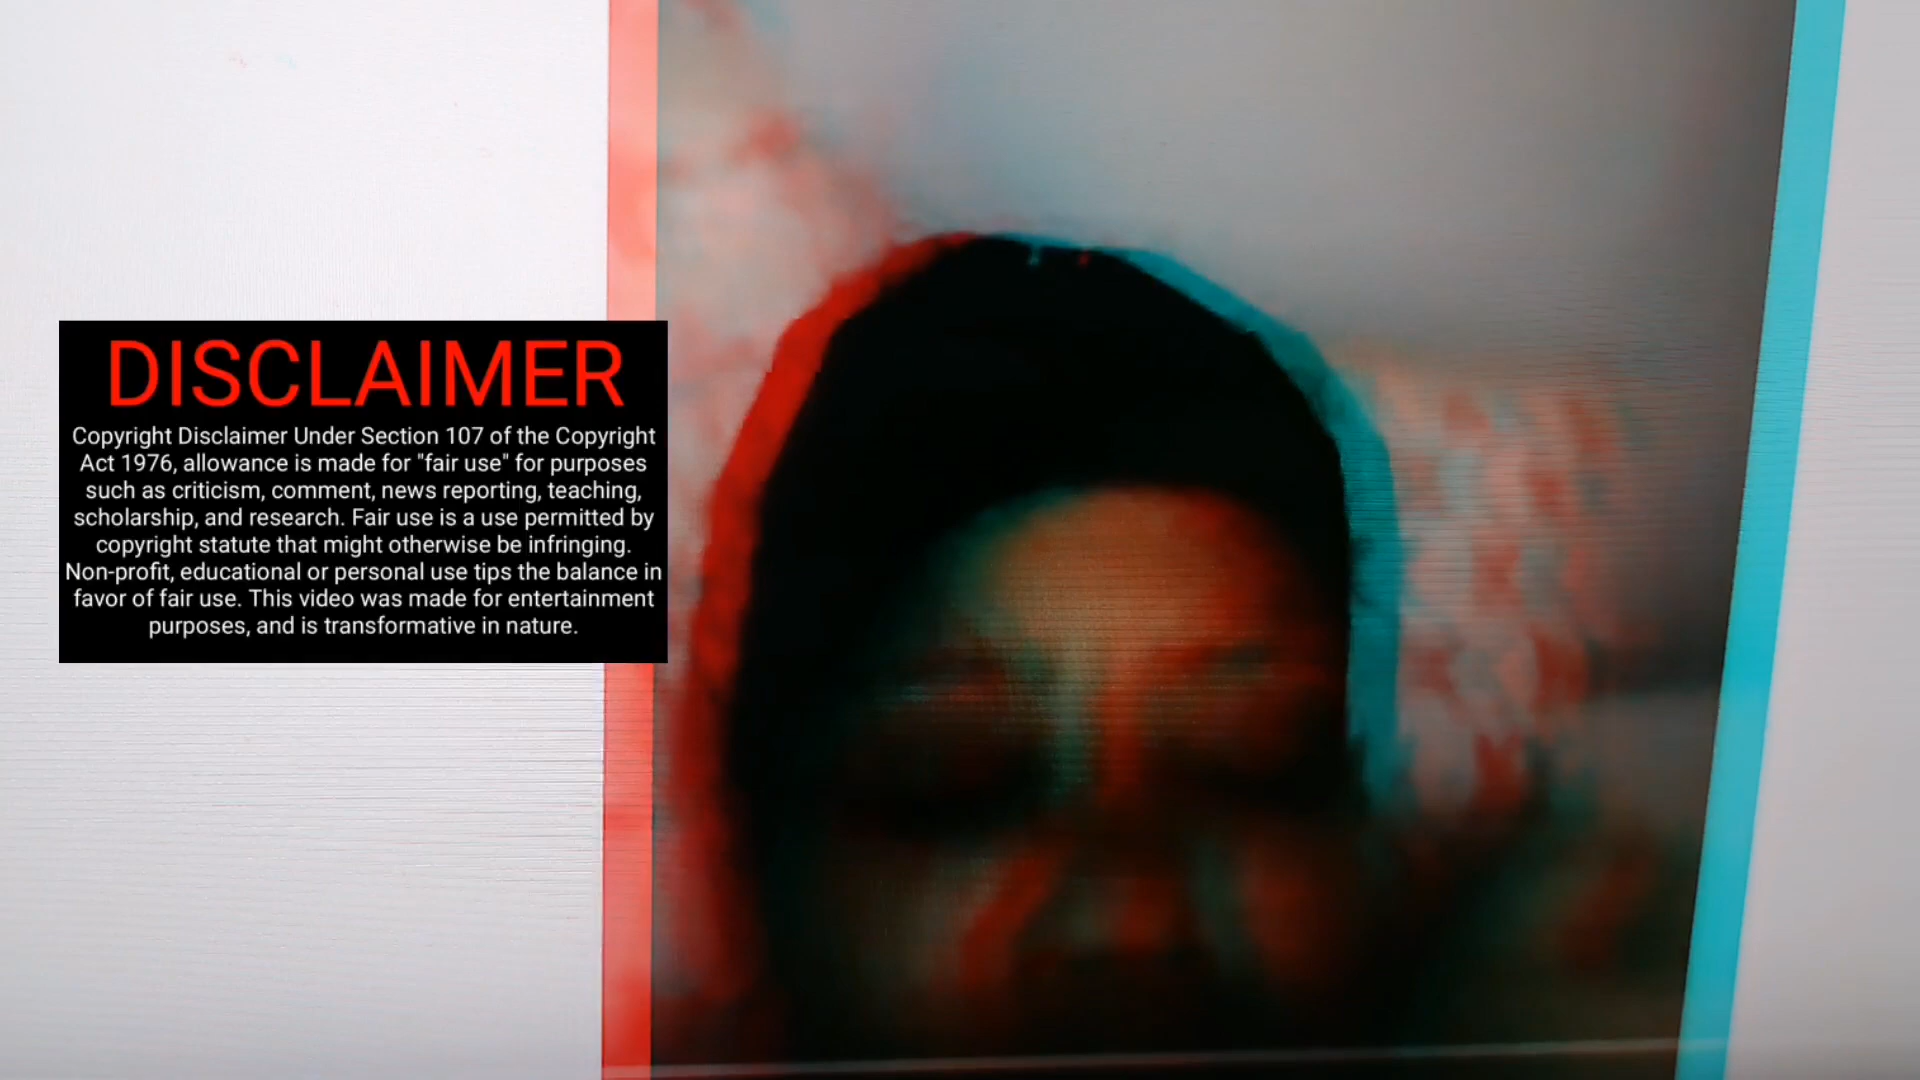 DISCLAIMER
Copyright Disclaimer Under Section 107 of the Copyright
Act 1976, allowance is made for "fair use" for purposes
such as criticism, comment, news reporting, teaching,
scholarship, and research. Fair use is a use permitted by
copyright statute that might otherwise be infringing.
Non-profit, educational or personal use tips the balance in
favor of fair use. This video was made for entertainment
purposes, and is transformative in nature.